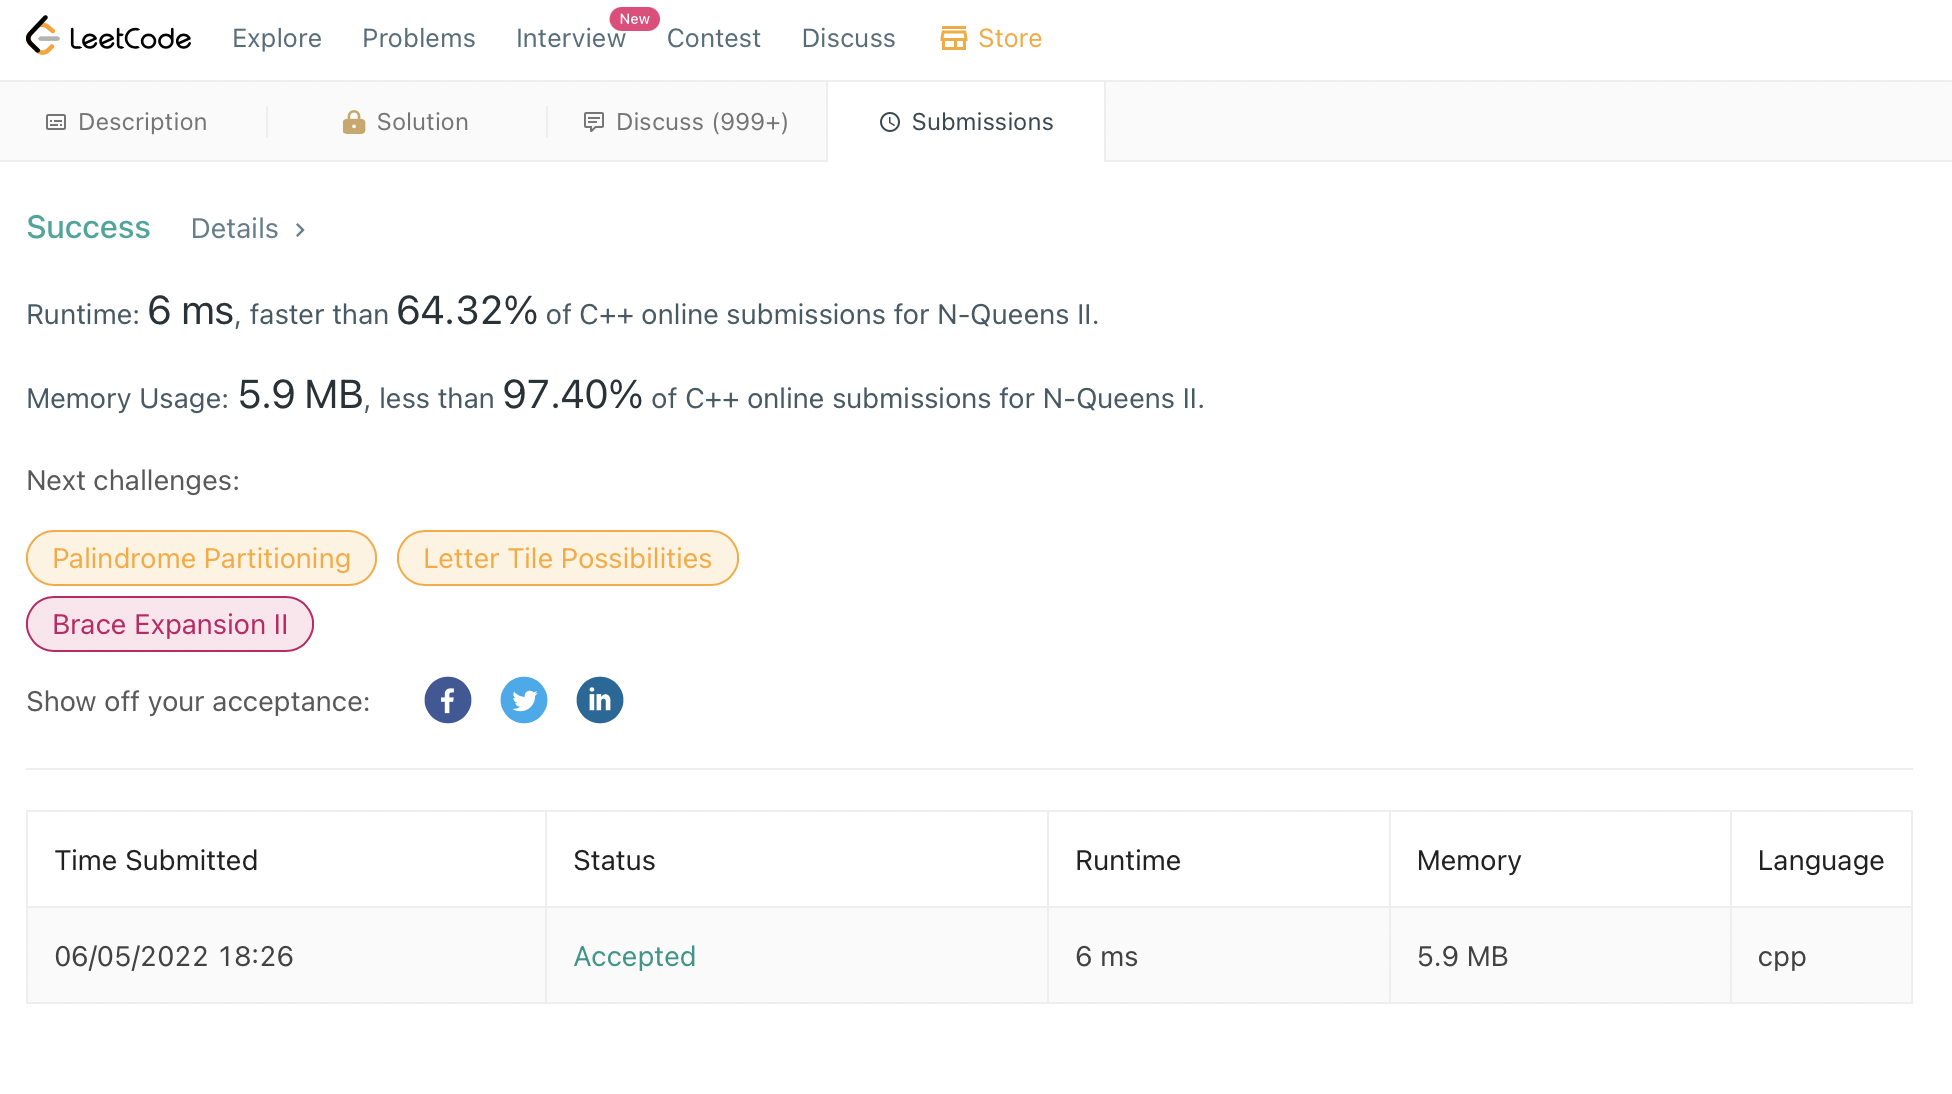 LeetCode Explore Problems Interview New Contest Discuss Store
Description Solution Discuss (999+) Submissions
Success Details
Runtime: 6 ms, faster than 64.32% of C++ online submissions for N-Queens II.
Memory Usage: 5.9 MB, less than 97.40% of C++ online submissions for N-Queens II.
Next challenges:
Palindrome Partitioning Letter Tile Possibilities
Brace Expansion II
Show off your acceptance:
Time Submitted Status Runtime Memory Language
06/05/2022 18:26 Accepted 6 ms 5.9 MB cpp